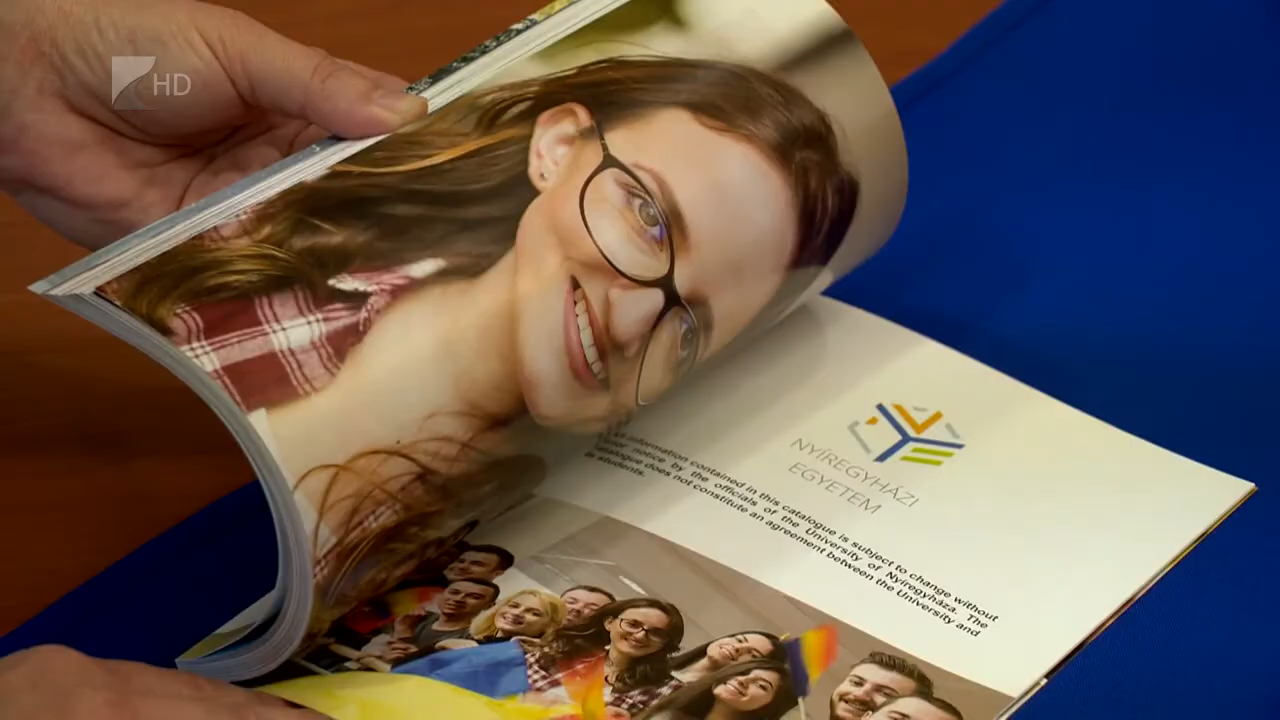 HD
NYÍREGYHÁZI
EGYETEM
information contained in this catalogue is subject to change without
notice by the officials of the University of Nyíregyháza. The
catalogue does not constitute an agreement between the University and
students.